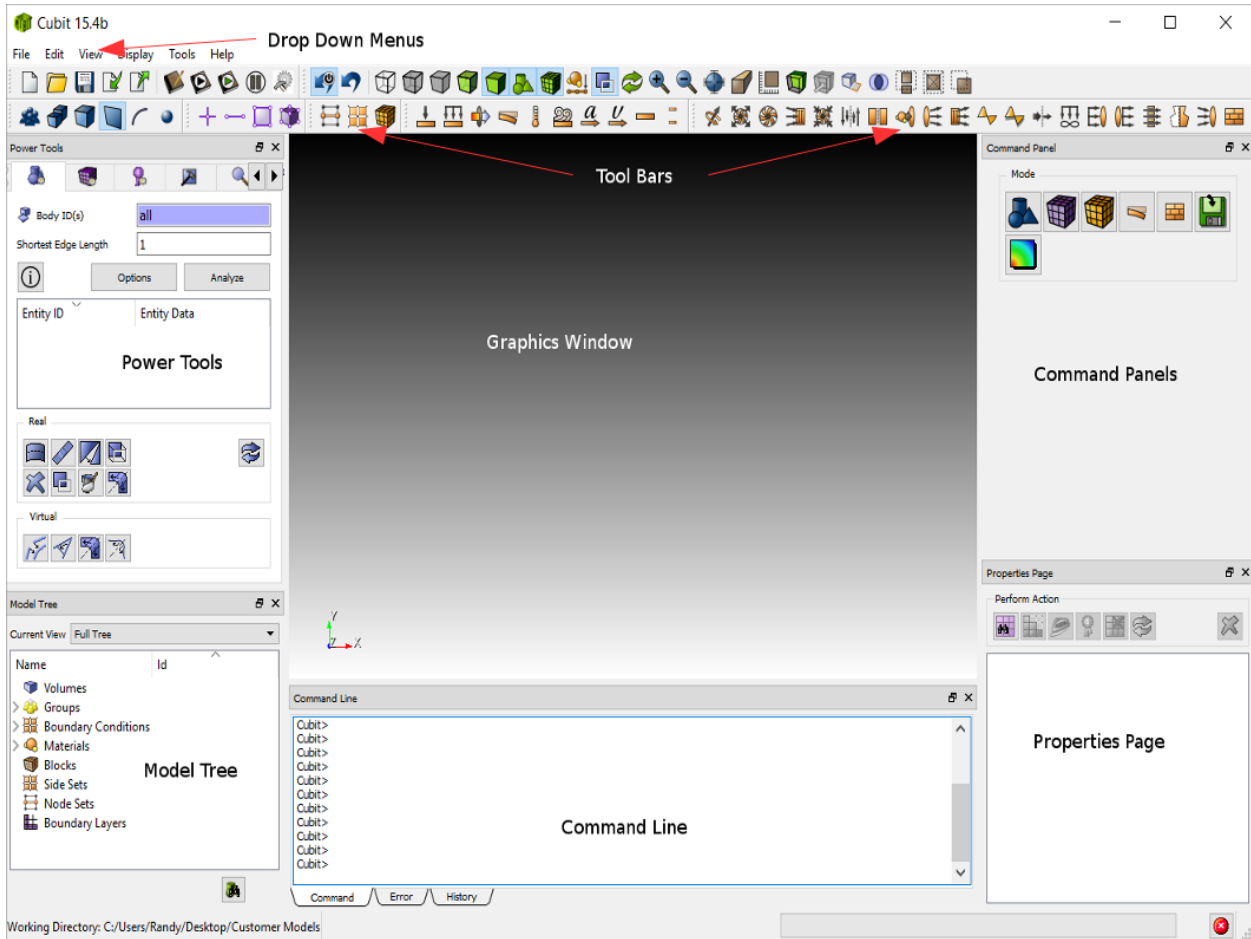 Cubit 15.4b
File Edit View Display Tools Help
Drop Down Menus
Power Tools
Body ID(s) all
Shortest Edge Length 1
Options Analyze
Entity ID Entity Data
Power Tools
Real
Virtual
Model Tree
Current View Full Tree
Name Id
Volumes
Groups
Boundary Conditions
Materials
Blocks
Side Sets
Node Sets
Boundary Layers
Model Tree
Tool Bars
Graphics Window
Y
Z X
Command Line
Cubit>
Cubit>
Cubit>
Cubit>
Cubit>
Cubit>
Cubit>
Cubit>
Cubit>
Cubit>
Cubit>
Command Line
Command Error History
Command Panel
Mode
Command Panels
Properties Page
Perform Action
Properties Page
Working Directory: C:/Users/Randy/Desktop/Customer Models